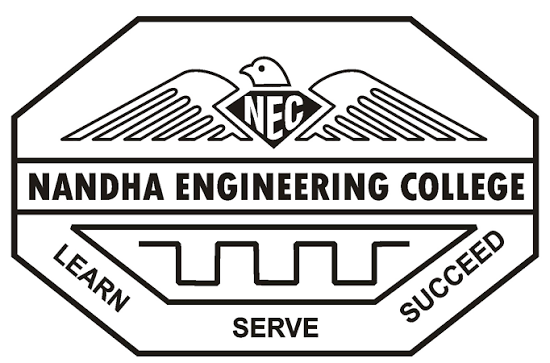 NEC
NANDHA ENGINEERING COLLEGE
LEARN
SERVE
SUCCEED